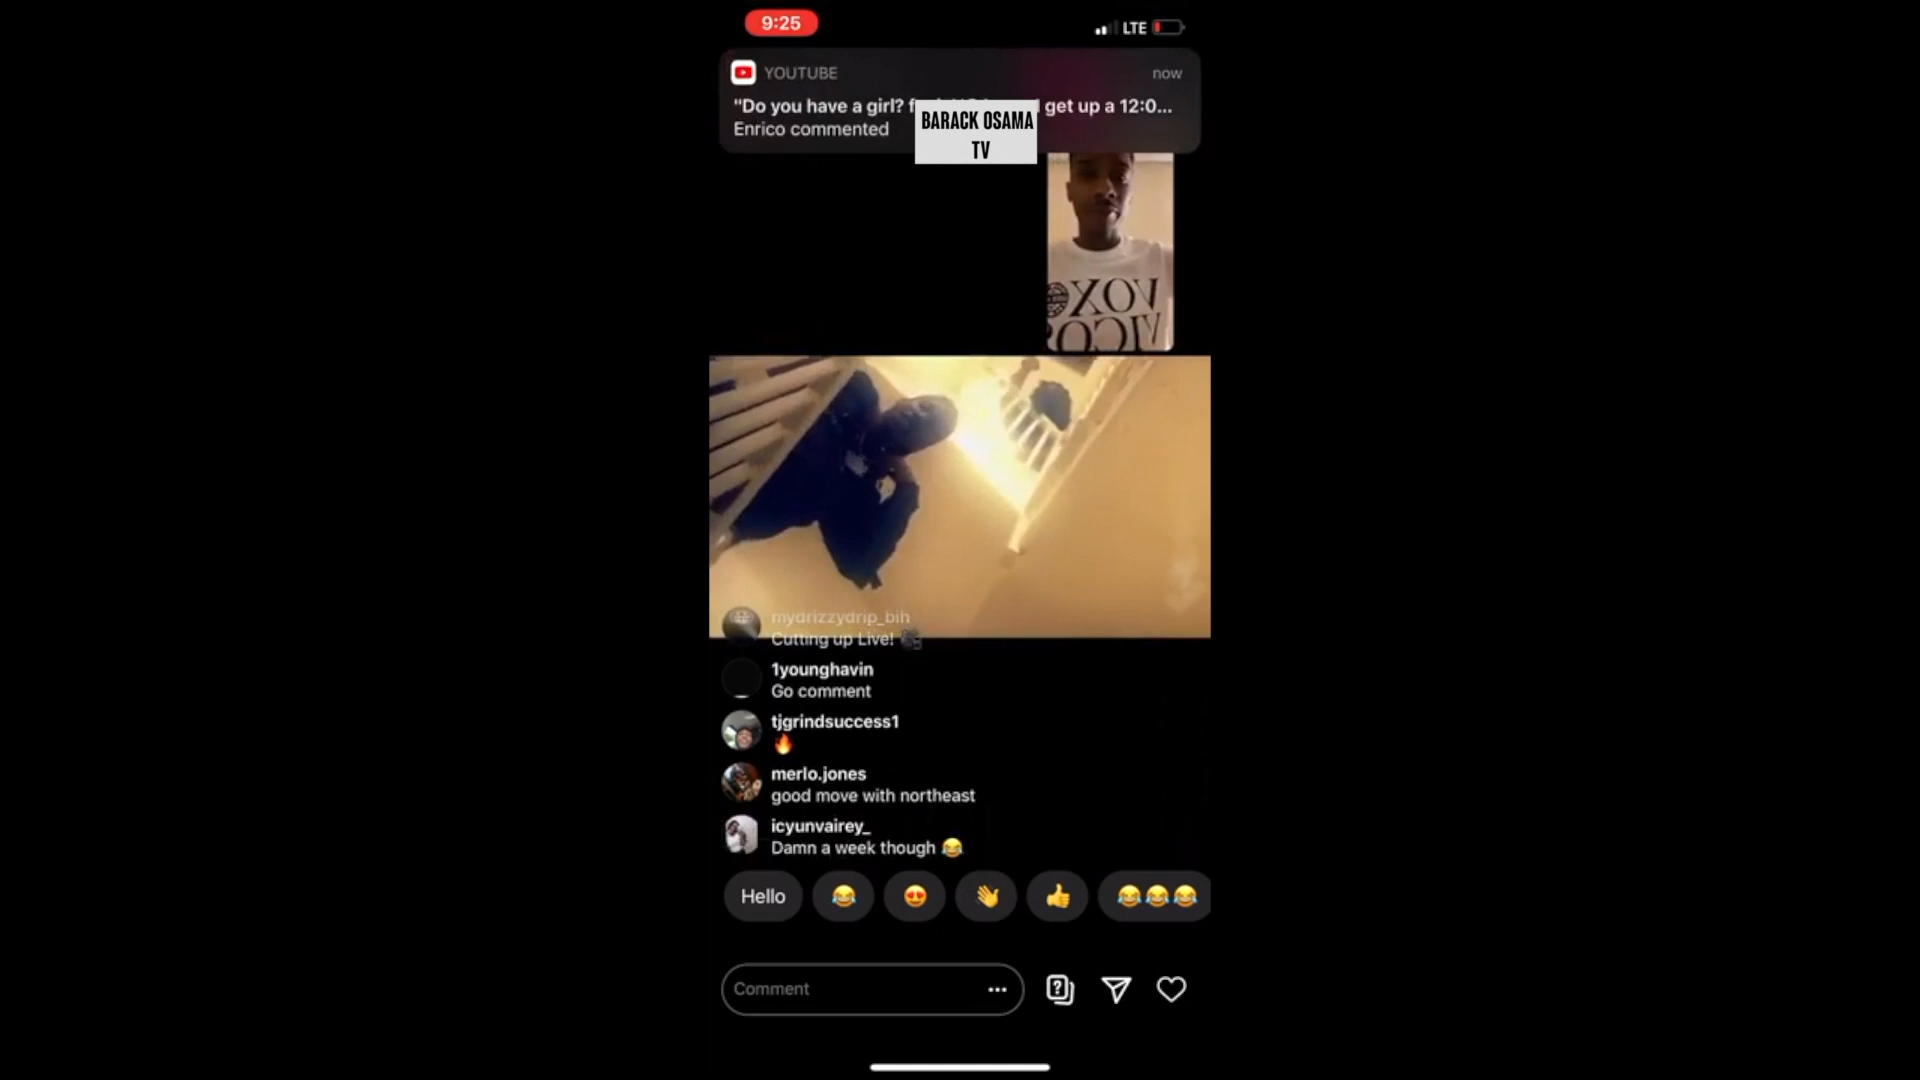 9:25
LTE
YOUTUBE
now
"Do you have a girl? get up a 12:0...
Enrico commented
BARACK OSAMA
TV
VOX
mydrizzydrip_bih
Cutting up Live!
1younghavin
Go comment
tjgrindsuccess1
🔥
merlo.jones
good move with northeast
icyunvairey_
Damn a week though 😂
Hello 😂 😍 👋 👍 😂😂😂
Comment